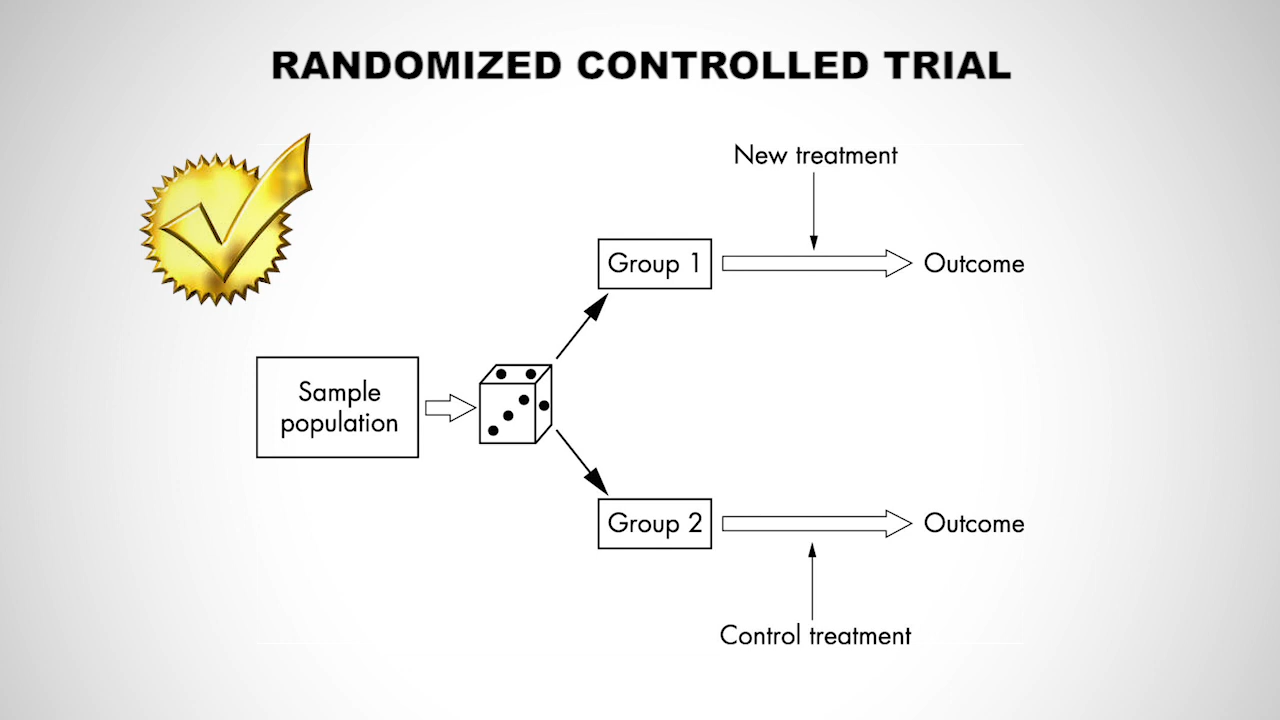 RANDOMIZED CONTROLLED TRIAL
New treatment
Group 1
Outcome
Sample
population
Group 2
Outcome
Control treatment